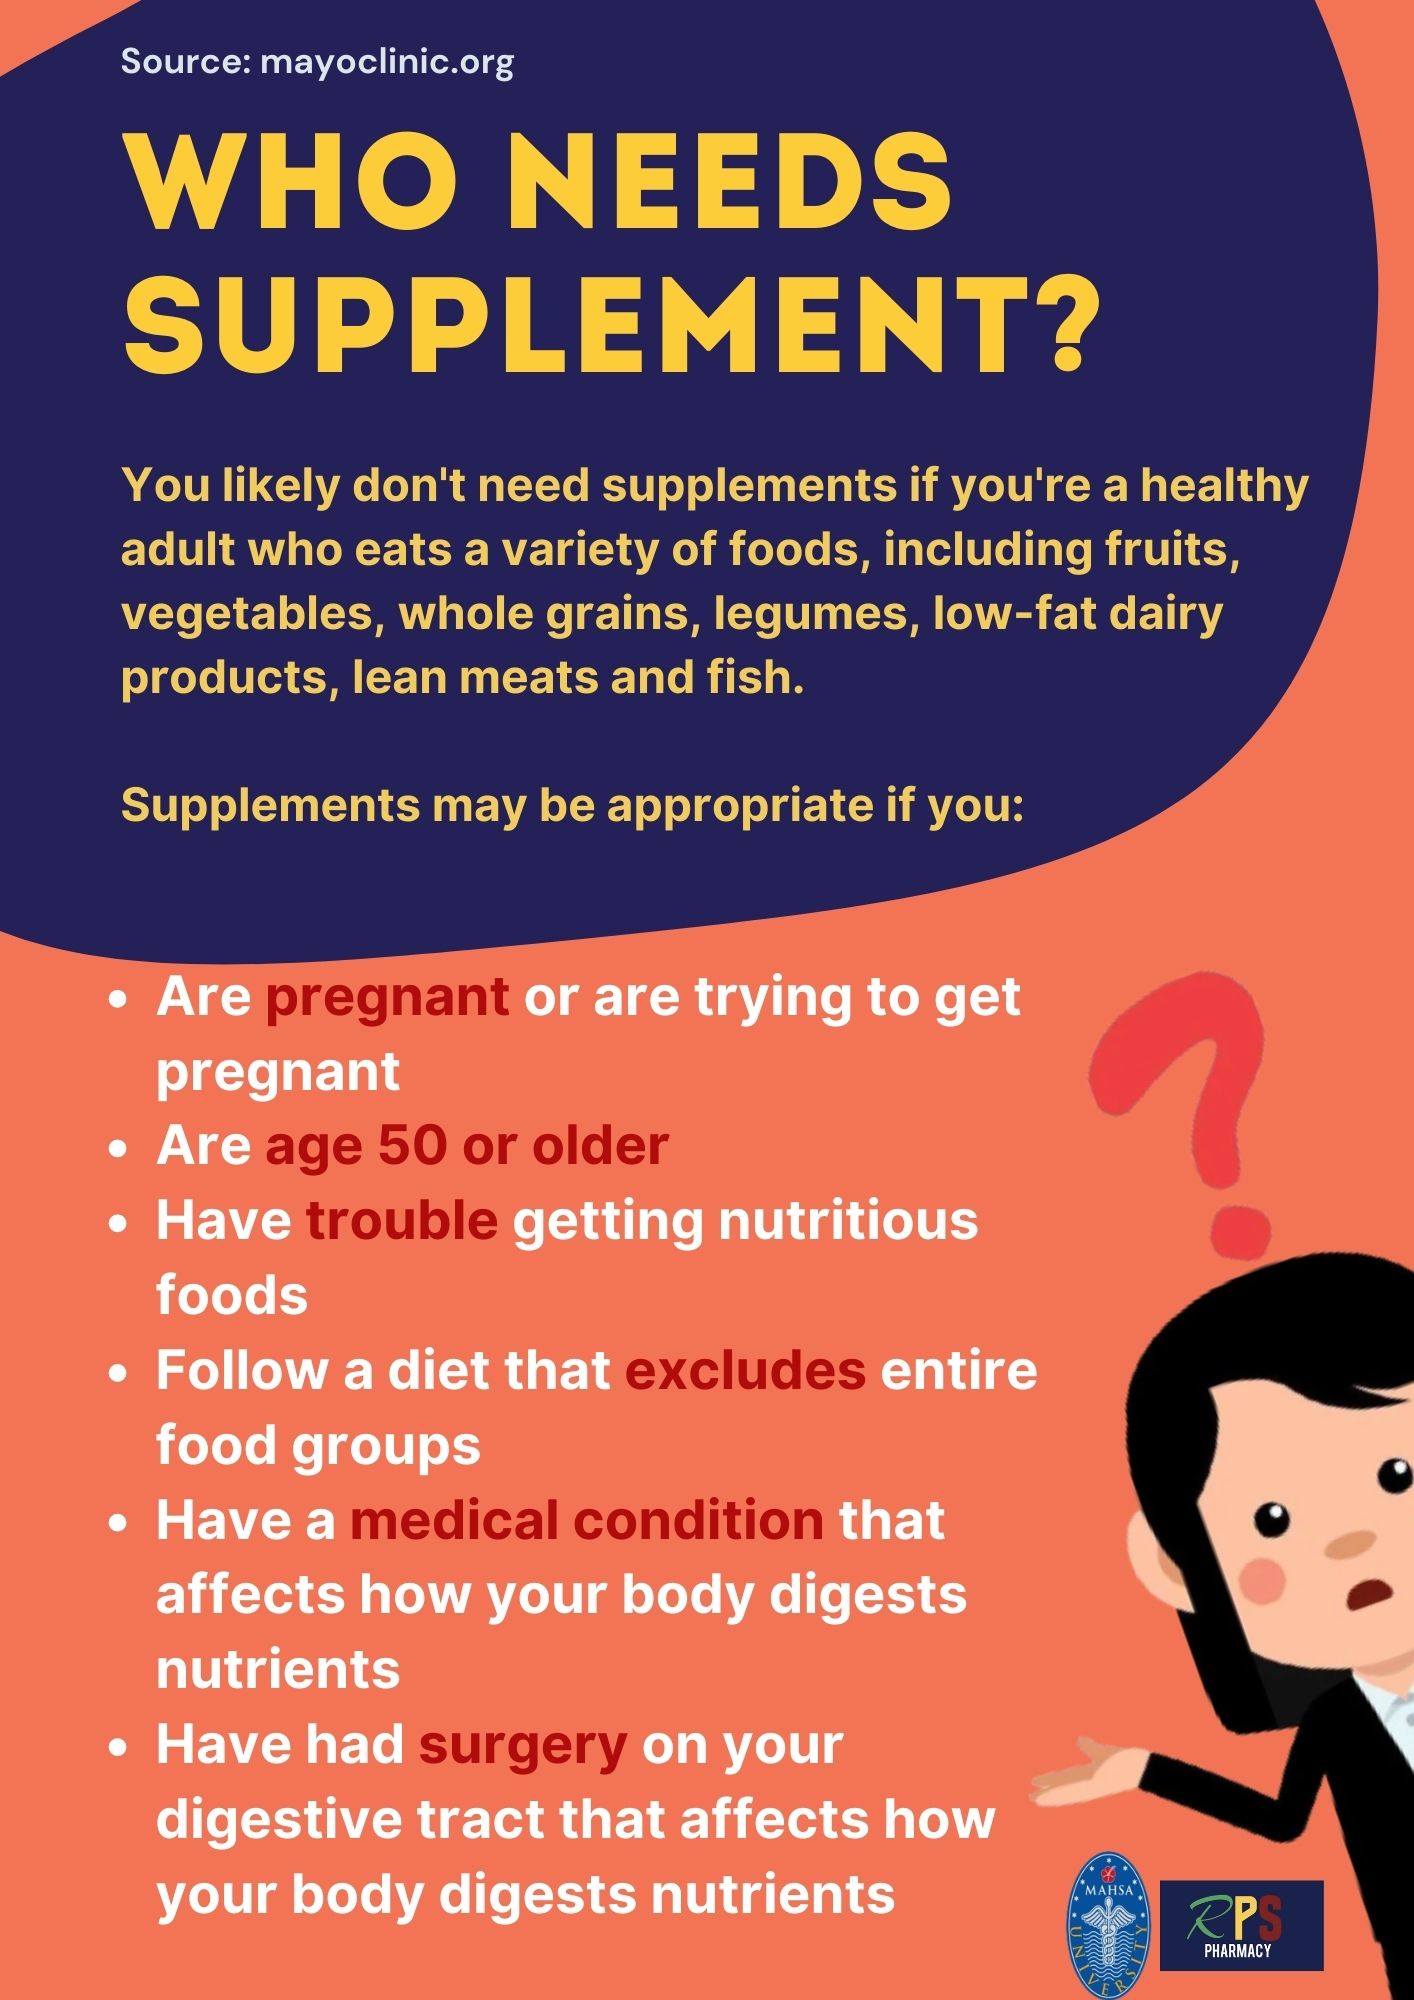 Source: mayoclinic.org
WHO NEEDS
SUPPLEMENT?
You likely don't need supplements if you're a healthy
adult who eats a variety of foods, including fruits,
vegetables, whole grains, legumes, low-fat dairy
products, lean meats and fish.
Supplements may be appropriate if you:
• Are pregnant or are trying to get
pregnant
• Are age 50 or older
• Have trouble getting nutritious
foods
• Follow a diet that excludes entire
food groups
• Have a medical condition that
affects how your body digests
nutrients
• Have had surgery on your
digestive tract that affects how
your body digests nutrients
MAHSA
UNIVERSITY
RPS
PHARMACY